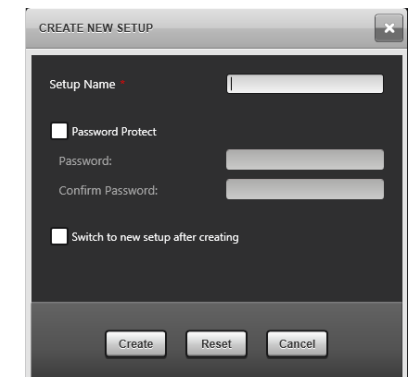 CREATE NEW SETUP
Setup Name *
Password Protect
Password:
Confirm Password:
Switch to new setup after creating
Create Reset Cancel